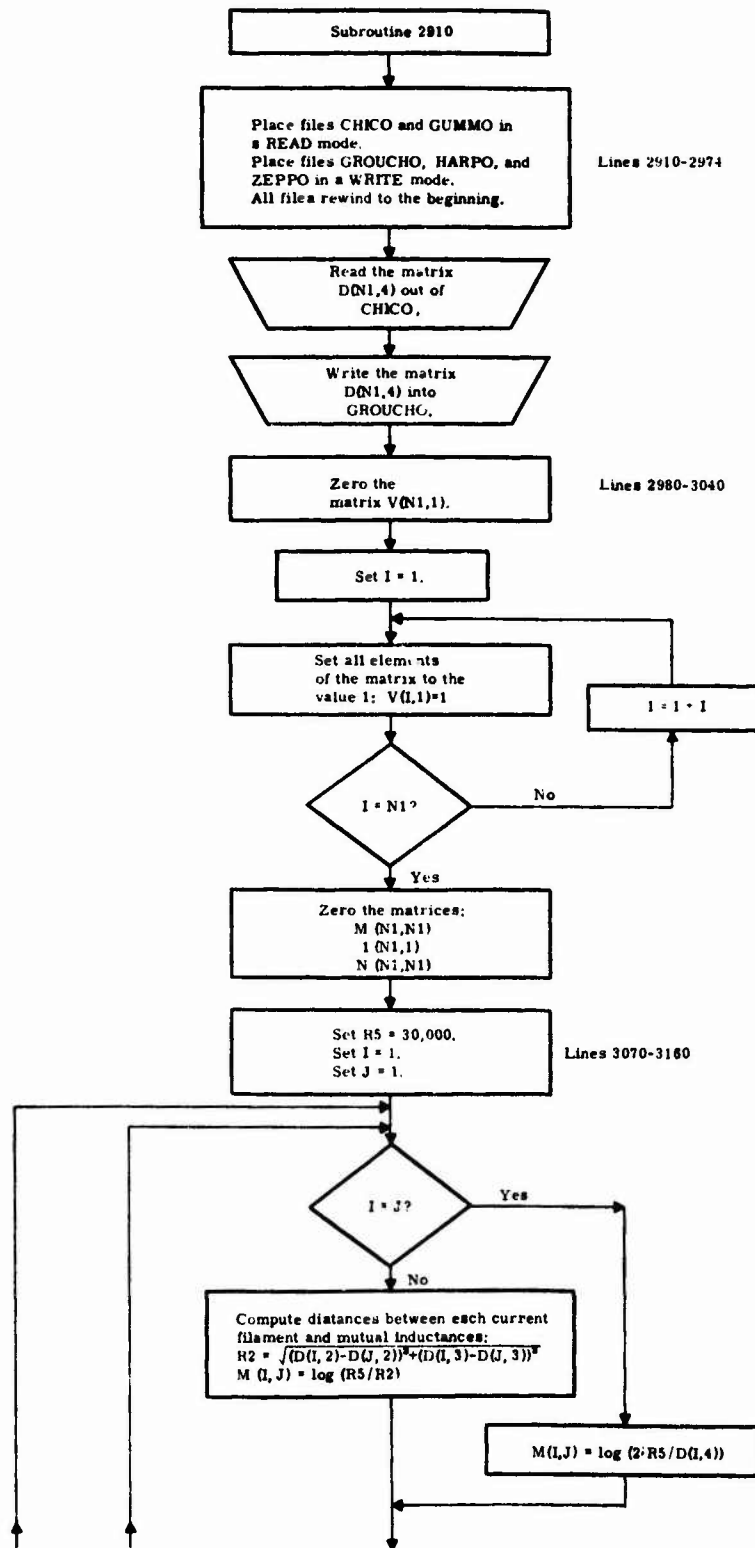 Subroutine 2910
Place files CHICO and GUMMO in
a READ mode.
Place files GROUCHO, HARPO, and
ZEPPO in a WRITE mode.
All files rewind to the beginning.
Lines 2910-2974
Read the matrix
D(N1,4) out of
CHICO.
Write the matrix
D(N1,4) into
GROUCHO.
Zero the
matrix V(N1,1).
Lines 2980-3040
Set I = 1.
Set all elements
of the matrix to the
value 1; V(I,1)=1
1 = 1 + I
I = N1?
No
Yes
Zero the matrices;
M (N1,N1)
1 (N1,1)
N (N1,N1)
Set R5 = 30,000.
Set I = 1.
Set J = 1.
Lines 3070-3160
I = J?
Yes
No
Compute distances between each current
filament and mutual inductances:
R2 = √(D(I, 2)-D(J, 2))²+(D(I, 3)-D(J, 3))²
M (I, J) = log (R5/R2)
M(I,J) = log (2*R5/D(I,4))